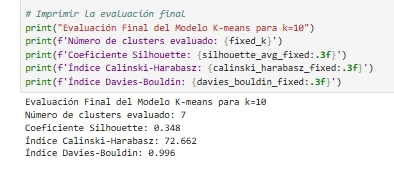 # Imprimir la evaluación final
print("Evaluación Final del Modelo K-means para k=10")
print(f'Número de clusters evaluado: {fixed_k}')
print(f'Coeficiente Silhouette: {silhouette_avg_fixed:.3f}')
print(f'Índice Calinski-Harabasz: {calinski_harabasz_fixed:.3f}')
print(f'Índice Davies-Bouldin: {davies_bouldin_fixed:.3f}')
Evaluación Final del Modelo K-means para k=10
Número de clusters evaluado: 7
Coeficiente Silhouette: 0.348
Índice Calinski-Harabasz: 72.662
Índice Davies-Bouldin: 0.996